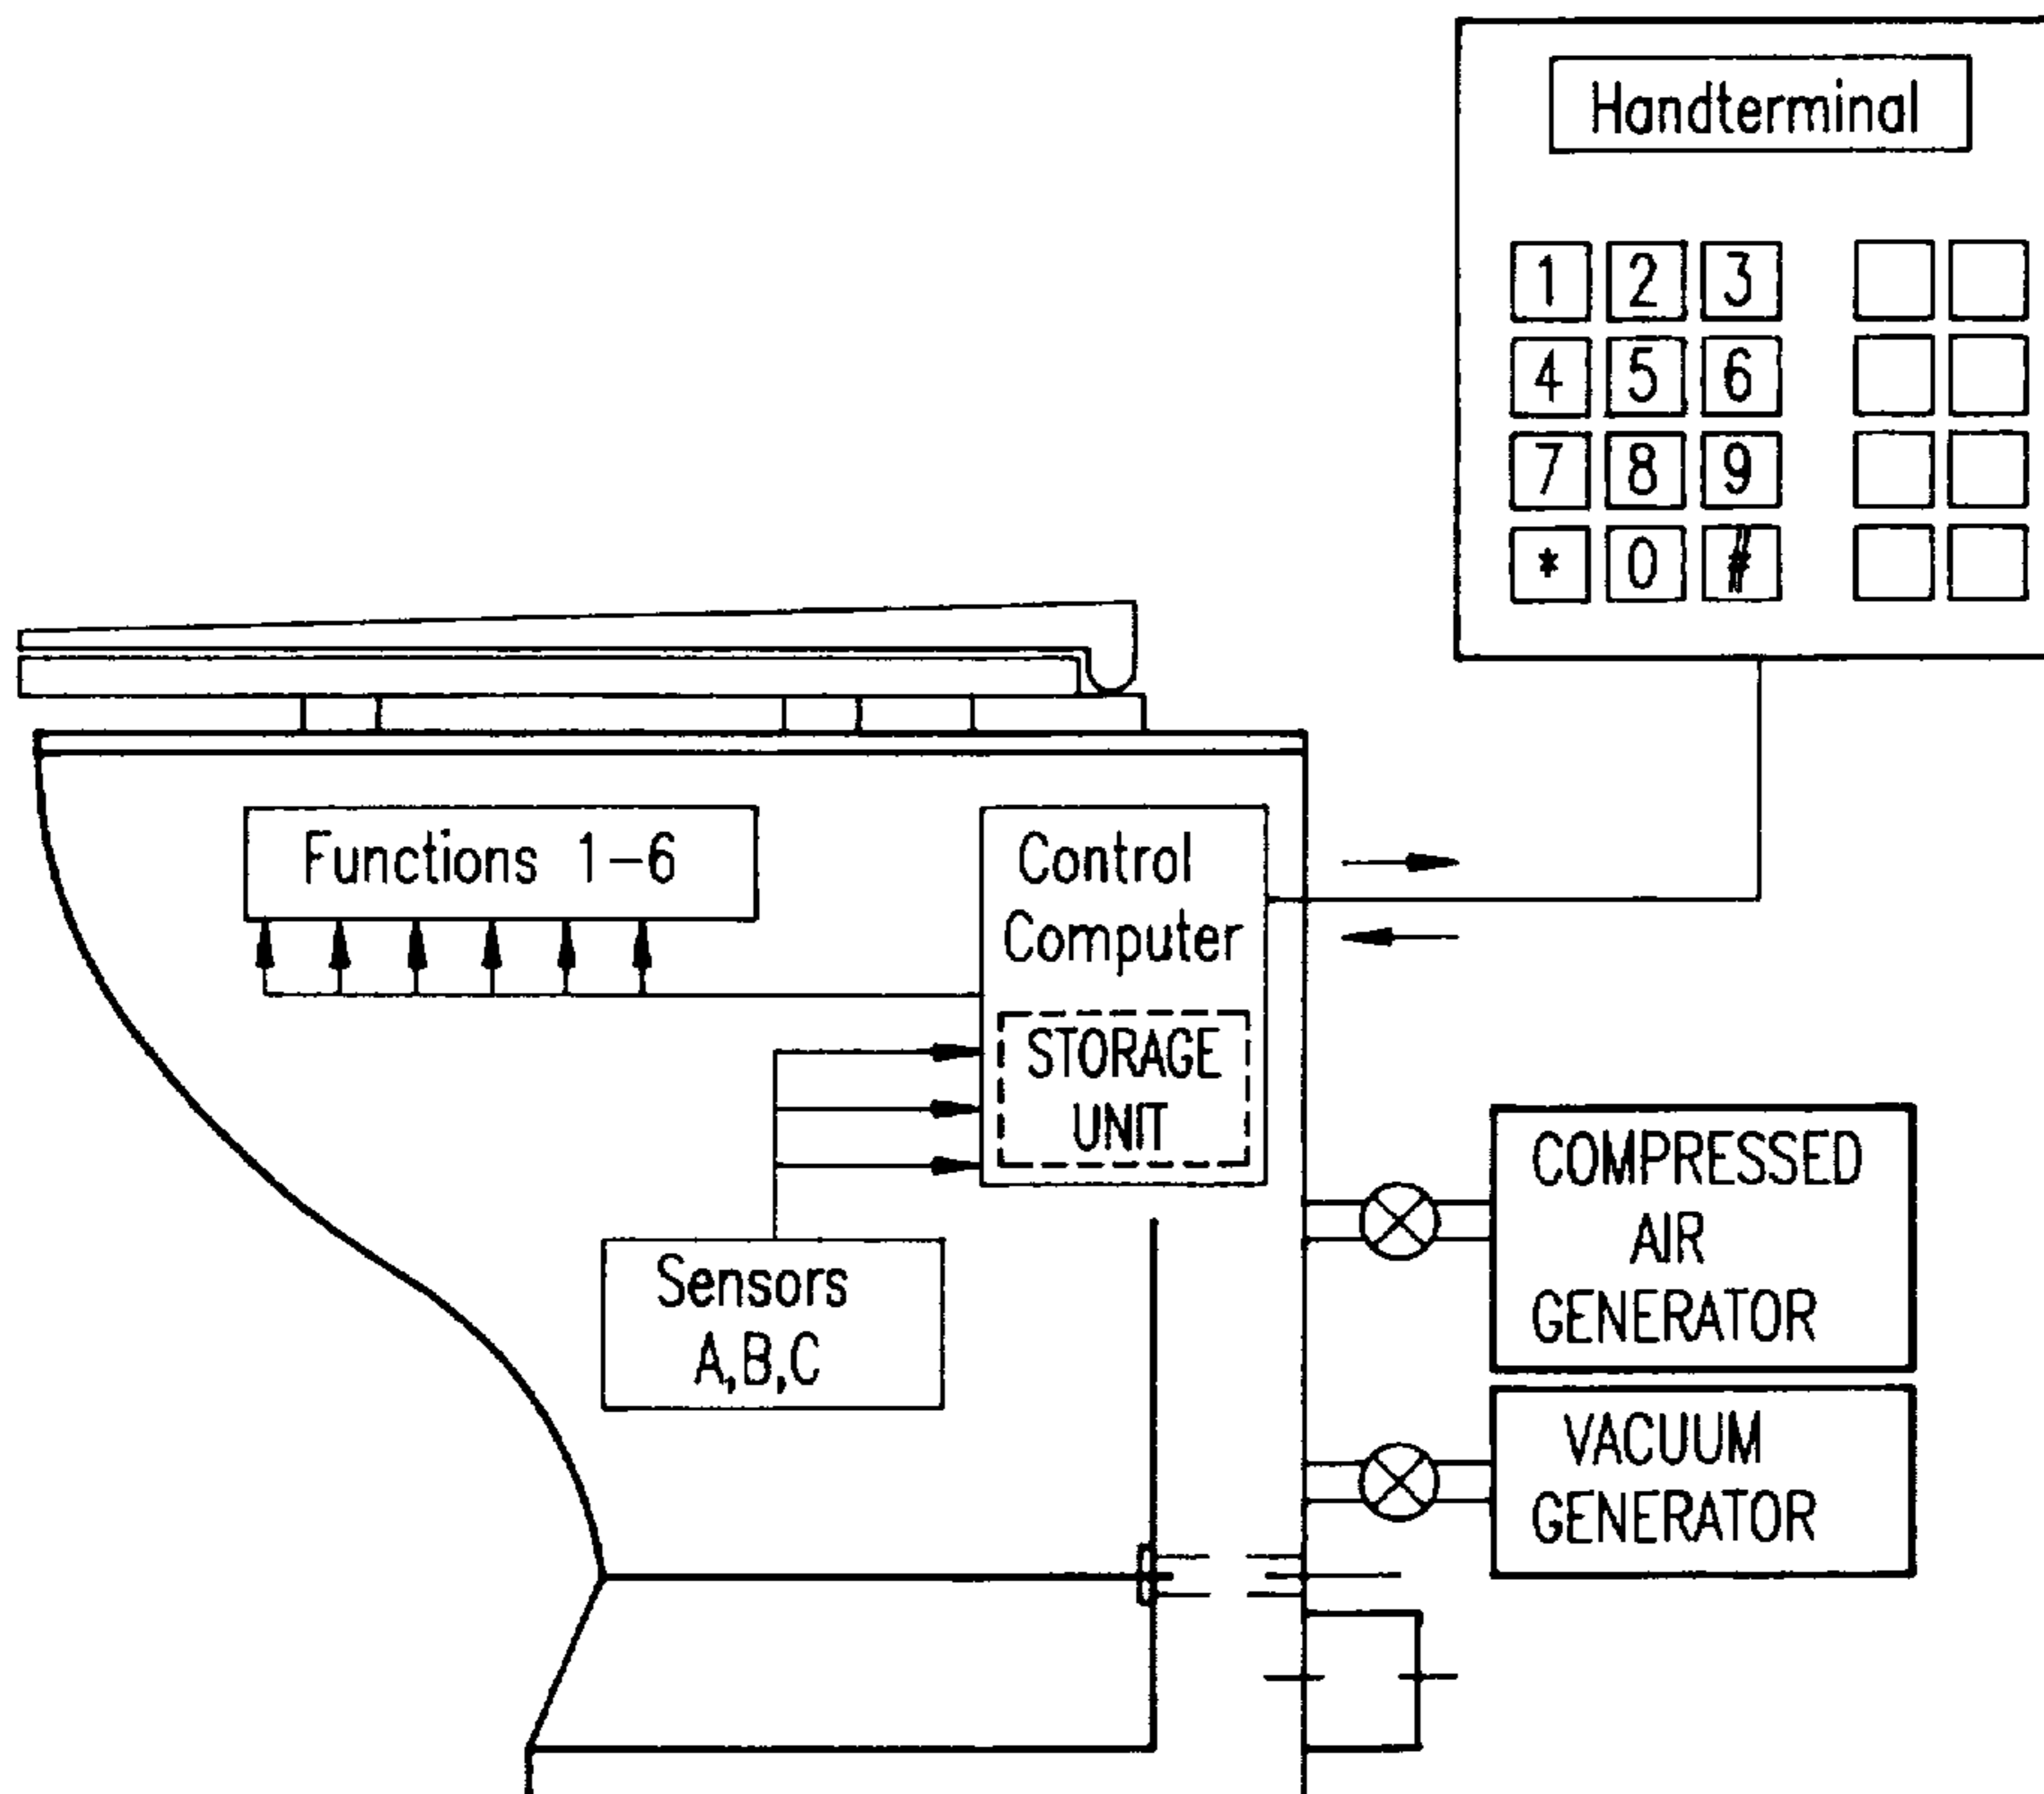 Handterminal
1 2 3
4 5 6
7 8 9
* 0 #
Functions 1-6
Control
Computer
STORAGE
UNIT
Sensors
A,B,C
COMPRESSED
AIR
GENERATOR
VACUUM
GENERATOR